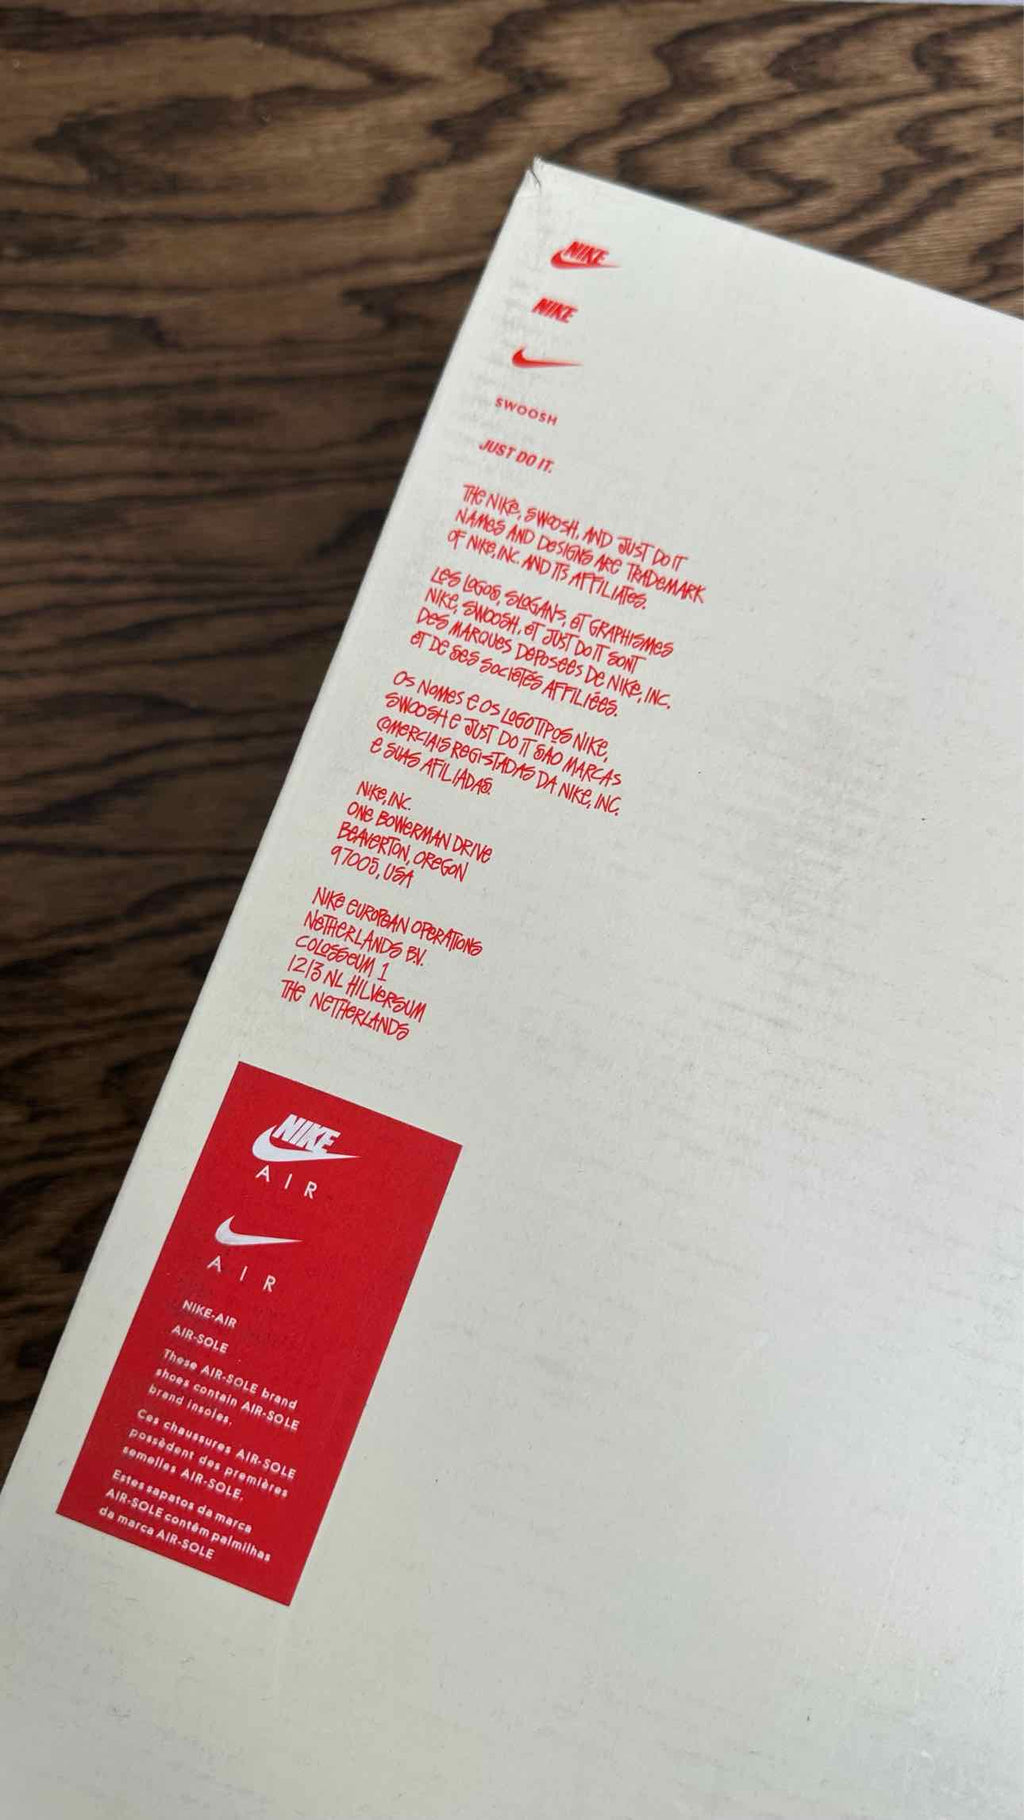 NIKE
NIKE
SWOOSH
JUST DO IT.
THE NIKE, SWOOSH, AND JUST DO IT
NAMES AND DESIGNS ARE TRADEMARK
OF NIKE, INC. AND ITS AFFILIATES.
LES LOGOS, SLOGANS, ET GRAPHISMES
NIKE, SWOOSH, ET JUST DO IT SONT
DES MARQUES DEPOSEES DE NIKE, INC.
ET DE SES SOCIETÉS AFFILIÉES.
OS NOMES E OS LOGOTIPOS NIKE,
SWOOSH E JUST DO IT SAO MARCAS
COMERCIAIS REGISTADAS DA NIKE, INC.
E SUAS AFILIADAS.
NIKE, INC.
ONE BOWERMAN DRIVE
BEAVERTON, OREGON
97005, USA
NIKE EUROPEAN OPERATIONS
NETHERLANDS B.V.
COLOSSEUM 1
1213 NL HILVERSUM
THE NETHERLANDS
NIKE
AIR
AIR
NIKE-AIR
AIR-SOLE
These AIR-SOLE brand
shoes contain AIR-SOLE
brand insoles.
Ces chaussures AIR-SOLE
possèdent des premières
semelles AIR-SOLE.
Estes sapatos da marca
AIR-SOLE contêm palmilhas
da marca AIR-SOLE